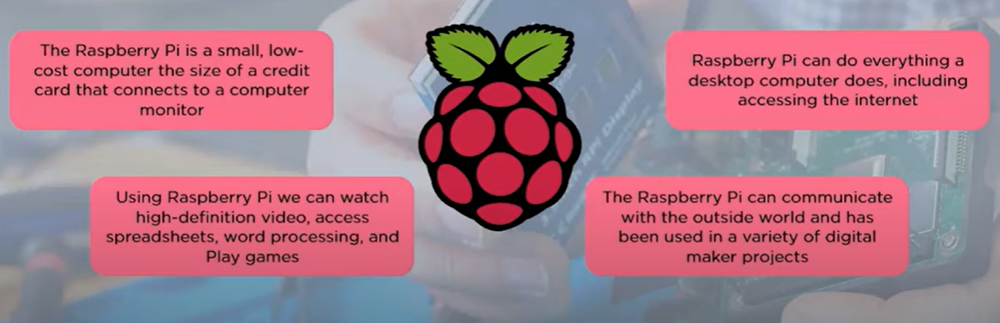 The Raspberry Pi is a small, low-
cost computer the size of a credit
card that connects to a computer
monitor
Raspberry Pi can do everything a
desktop computer does, including
accessing the internet
Using Raspberry Pi we can watch
high-definition video, access
spreadsheets, word processing, and
Play games
The Raspberry Pi can communicate
with the outside world and has
been used in a variety of digital
maker projects
RPi Display